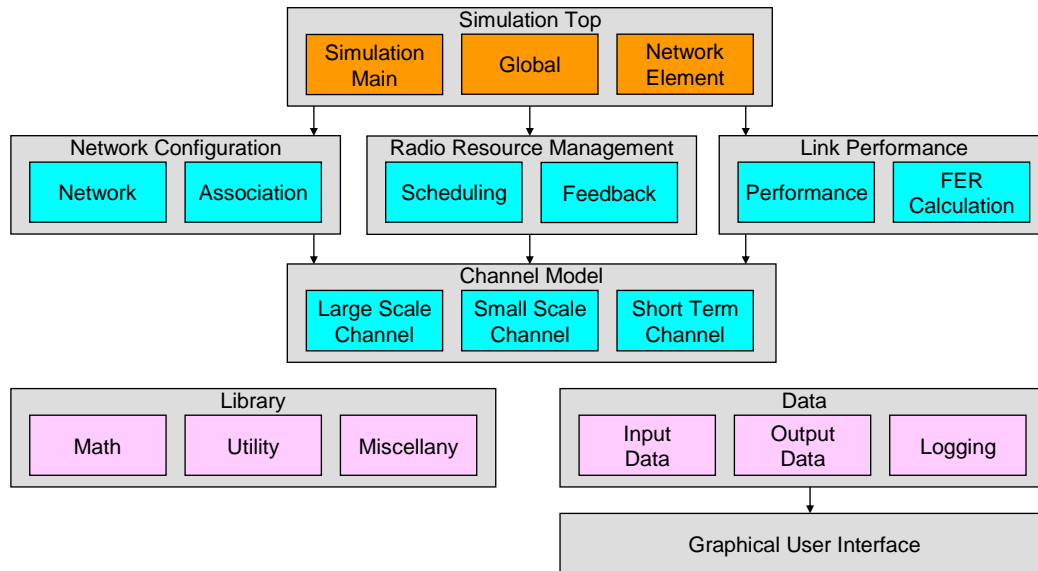 Simulation Top
Simulation
Main
Global
Network
Element
Network Configuration
Network
Association
Radio Resource Management
Scheduling
Feedback
Link Performance
Performance
FER
Calculation
Channel Model
Large Scale
Channel
Small Scale
Channel
Short Term
Channel
Library
Math
Utility
Miscellany
Data
Input
Data
Output
Data
Logging
Graphical User Interface